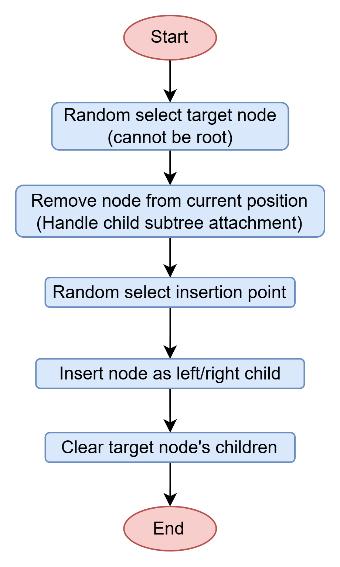 Start
Random select target node
(cannot be root)
Remove node from current position
(Handle child subtree attachment)
Random select insertion point
Insert node as left/right child
Clear target node's children
End